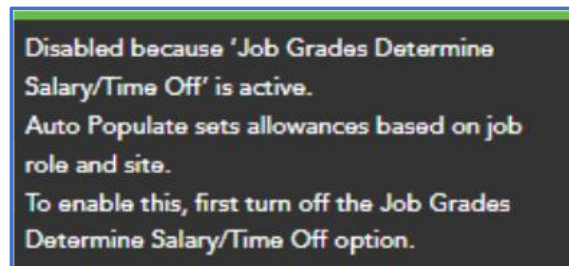 Disabled because ‘Job Grades Determine
Salary/Time Off’ is active.
Auto Populate sets allowances based on job
role and site.
To enable this, first turn off the Job Grades
Determine Salary/Time Off option.